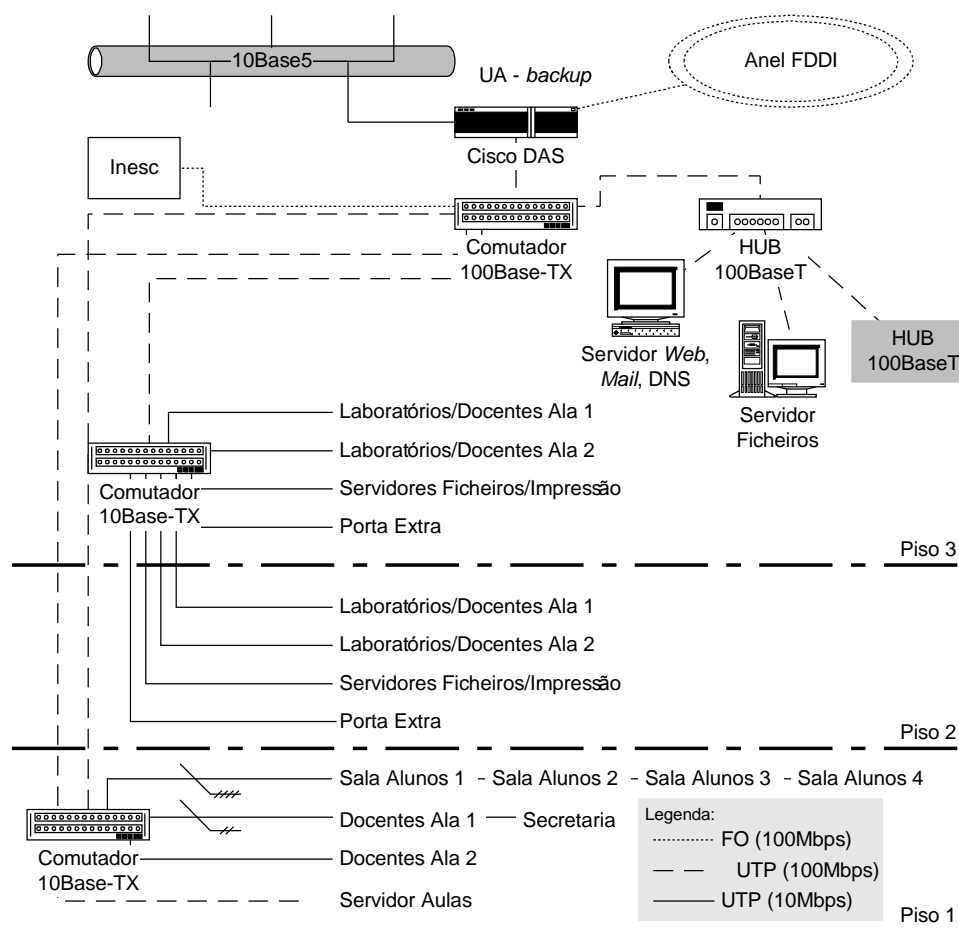 10Base5
Anel FDDI
UA - backup
Cisco DAS
Inesc
Comutador
100Base-TX
HUB
100BaseT
Servidor Web,
Mail, DNS
Servidor
Ficheiros
HUB
100BaseT
Laboratórios/Docentes Ala 1
Laboratórios/Docentes Ala 2
Servidores Ficheiros/Impressão
Porta Extra
Comutador
10Base-TX
Piso 3
Laboratórios/Docentes Ala 1
Laboratórios/Docentes Ala 2
Servidores Ficheiros/Impressão
Porta Extra
Piso 2
Sala Alunos 1 - Sala Alunos 2 - Sala Alunos 3 - Sala Alunos 4
Docentes Ala 1 — Secretaria
Docentes Ala 2
Servidor Aulas
Comutador
10Base-TX
Legenda:
FO (100Mbps)
UTP (100Mbps)
UTP (10Mbps)
Piso 1